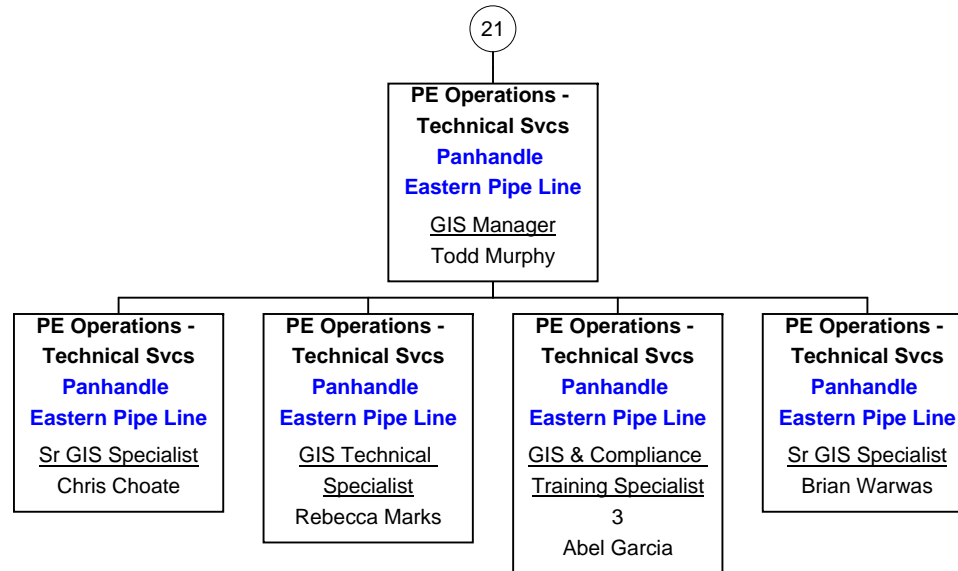 21
PE Operations -
Technical Svcs
Panhandle
Eastern Pipe Line
GIS Manager
Todd Murphy
PE Operations -
Technical Svcs
Panhandle
Eastern Pipe Line
Sr GIS Specialist
Chris Choate
PE Operations -
Technical Svcs
Panhandle
Eastern Pipe Line
GIS Technical
Specialist
Rebecca Marks
PE Operations -
Technical Svcs
Panhandle
Eastern Pipe Line
GIS & Compliance
Training Specialist
3
Abel Garcia
PE Operations -
Technical Svcs
Panhandle
Eastern Pipe Line
Sr GIS Specialist
Brian Warwas